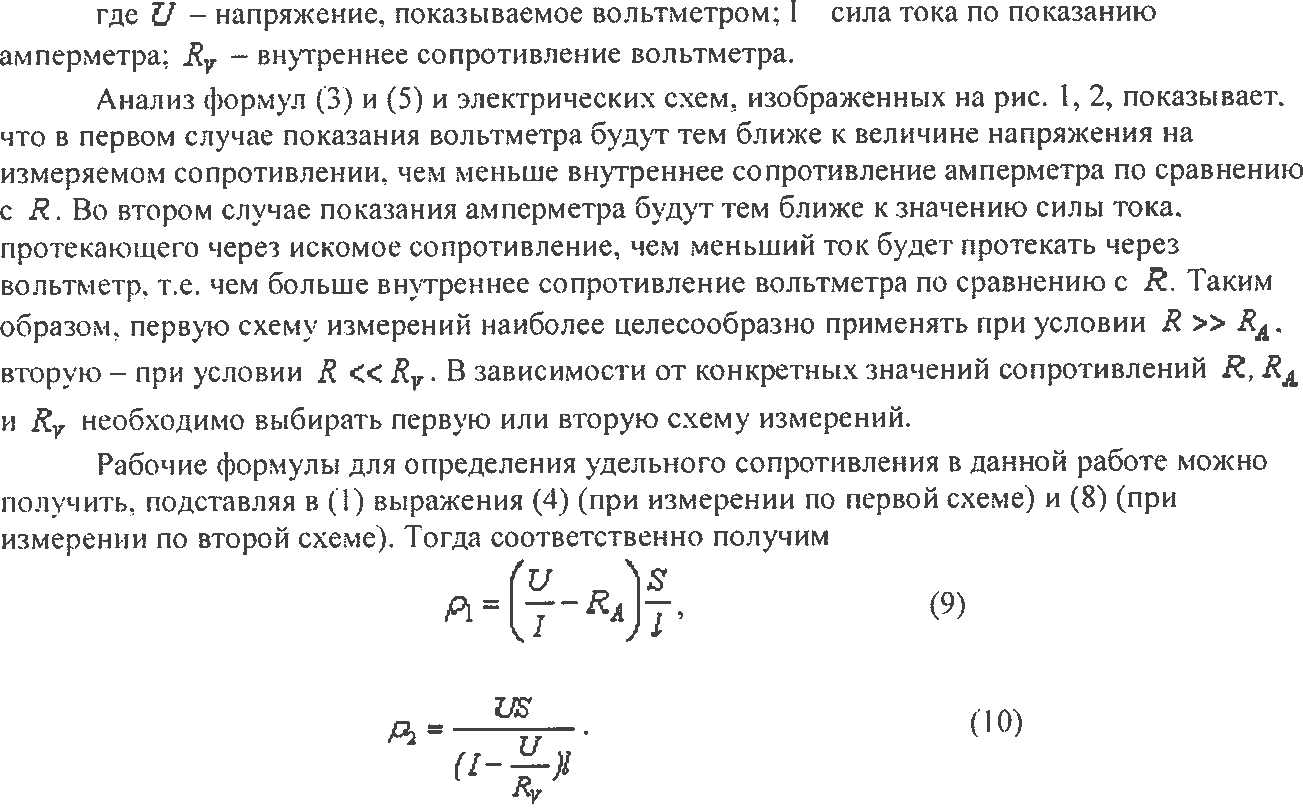 где U – напряжение, показываемое вольтметром; I сила тока по показанию
амперметра; R_V – внутреннее сопротивление вольтметра.
Анализ формул (3) и (5) и электрических схем, изображенных на рис. 1, 2, показывает,
что в первом случае показания вольтметра будут тем ближе к величине напряжения на
измеряемом сопротивлении, чем меньше внутреннее сопротивление амперметра по сравнению
с R. Во втором случае показания амперметра будут тем ближе к значению силы тока,
протекающего через искомое сопротивление, чем меньший ток будет протекать через
вольтметр, т.е. чем больше внутреннее сопротивление вольтметра по сравнению с R. Таким
образом, первую схему измерений наиболее целесообразно применять при условии R >> R_A,
вторую – при условии R << R_V. В зависимости от конкретных значений сопротивлений R, R_A
и R_V необходимо выбирать первую или вторую схему измерений.
Рабочие формулы для определения удельного сопротивления в данной работе можно
получить, подставляя в (1) выражения (4) (при измерении по первой схеме) и (8) (при
измерении по второй схеме). Тогда соответственно получим
ρ₁ = (U/I − R_A) S/l, (9)
ρ₂ = US / ((I − U/R_V)l). (10)